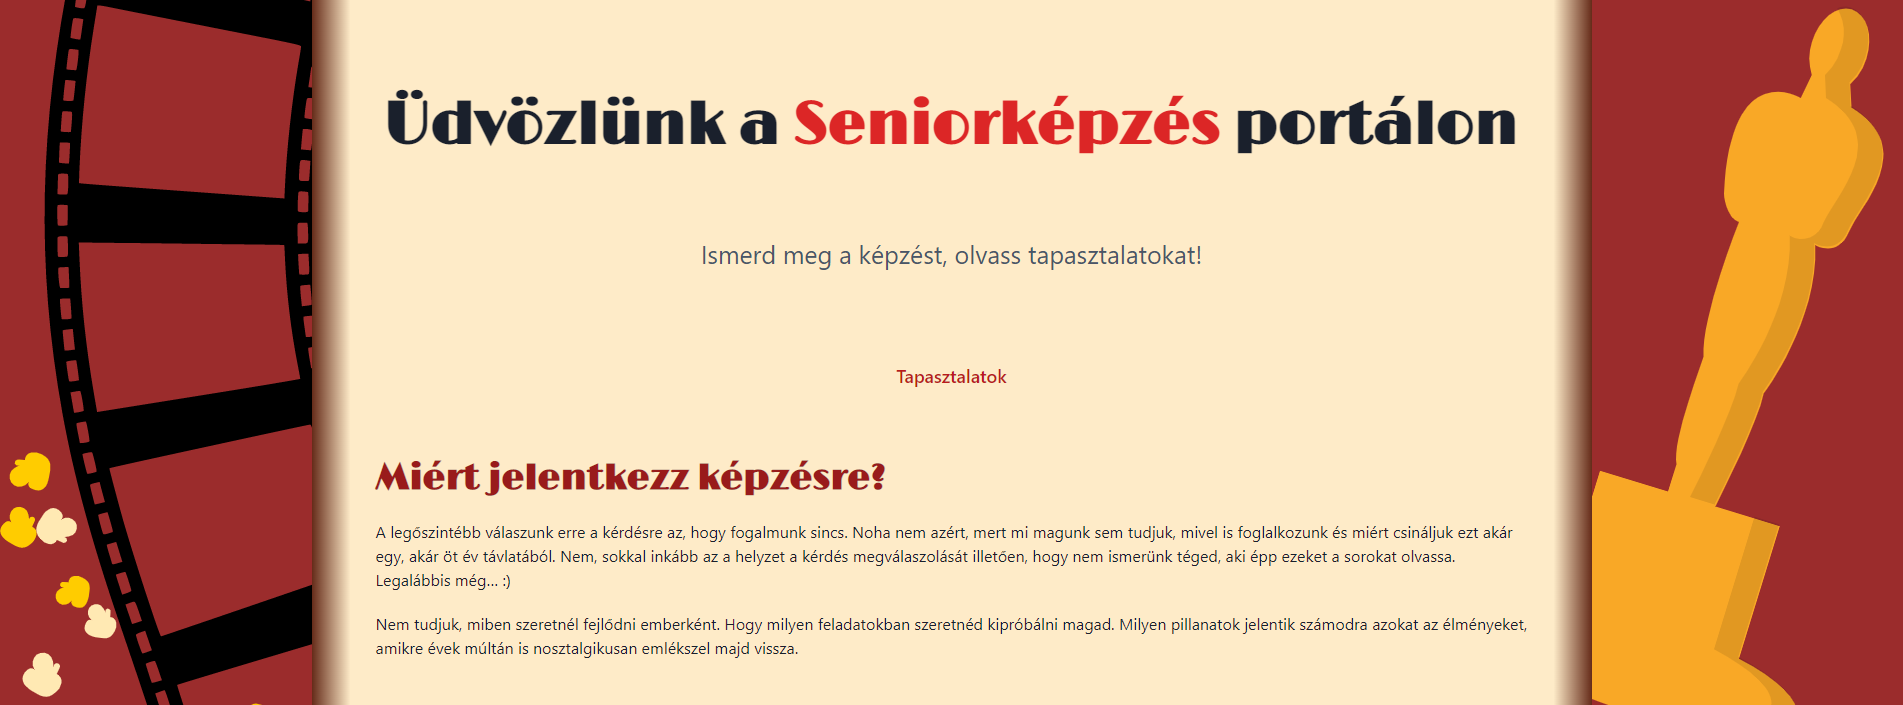 Üdvözlünk a Seniorképzés portálon
Ismerd meg a képzést, olvass tapasztalatokat!
Tapasztalatok
Miért jelentkezz képzésre?
A legőszintébb válaszunk erre a kérdésre az, hogy fogalmunk sincs. Noha nem azért, mert mi magunk sem tudjuk, mivel is foglalkozunk és miért csináljuk ezt akár
egy, akár öt év távlatából. Nem, sokkal inkább az a helyzet a kérdés megválaszolását illetően, hogy nem ismerünk téged, aki épp ezeket a sorokat olvassa.
Legalábbis még... :)
Nem tudjuk, miben szeretnél fejlődni emberként. Hogy milyen feladatokban szeretnéd kipróbálni magad. Milyen pillanatok jelentik számodra azokat az élményeket,
amikre évek múltán is nosztalgikusan emlékszel majd vissza.